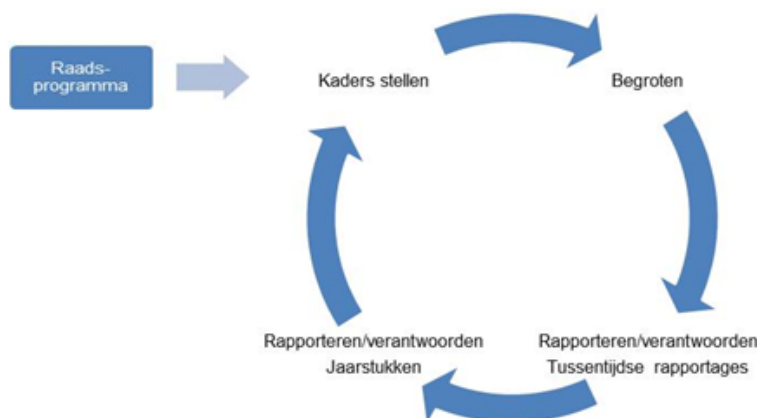 Raads-
programma
Kaders stellen
Begroten
Rapporteren/verantwoorden
Jaarstukken
Rapporteren/verantwoorden
Tussentijdse rapportages